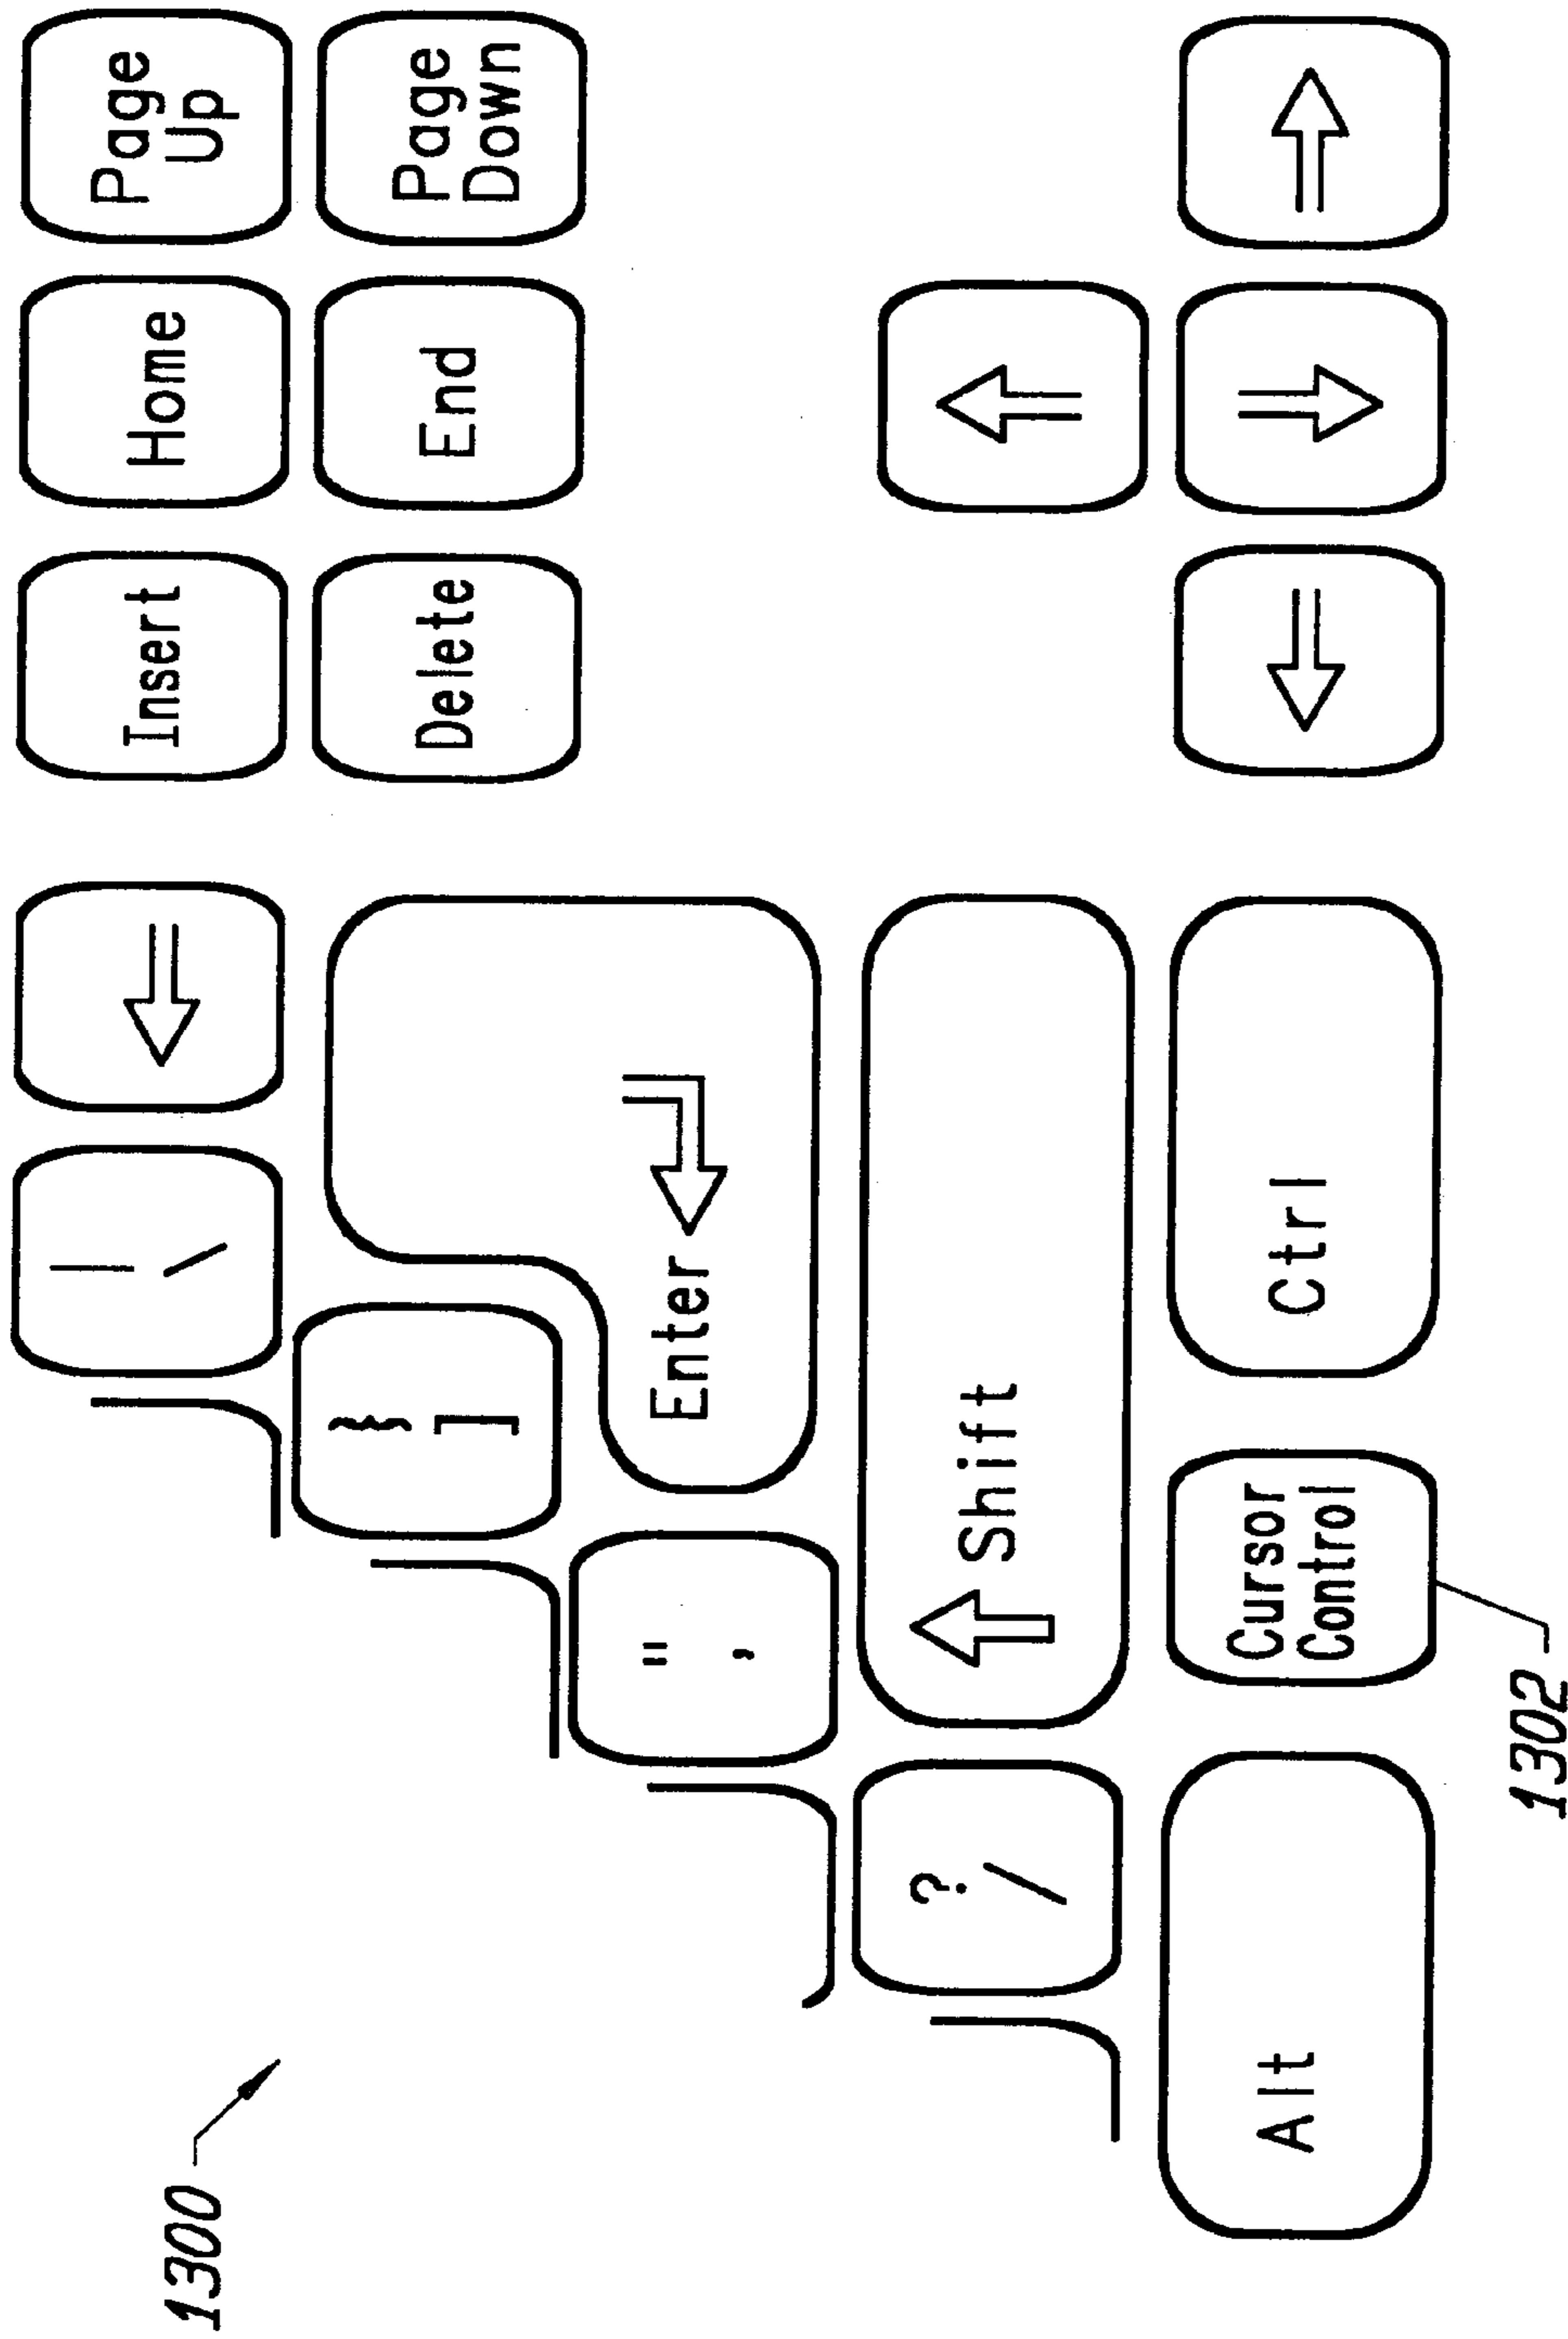 1300
|
\
Insert
Home
Page
Up
}
]
Enter
Delete
End
Page
Down
"
'
?
/
Shift
Alt
Cursor
Control
Ctrl
1302